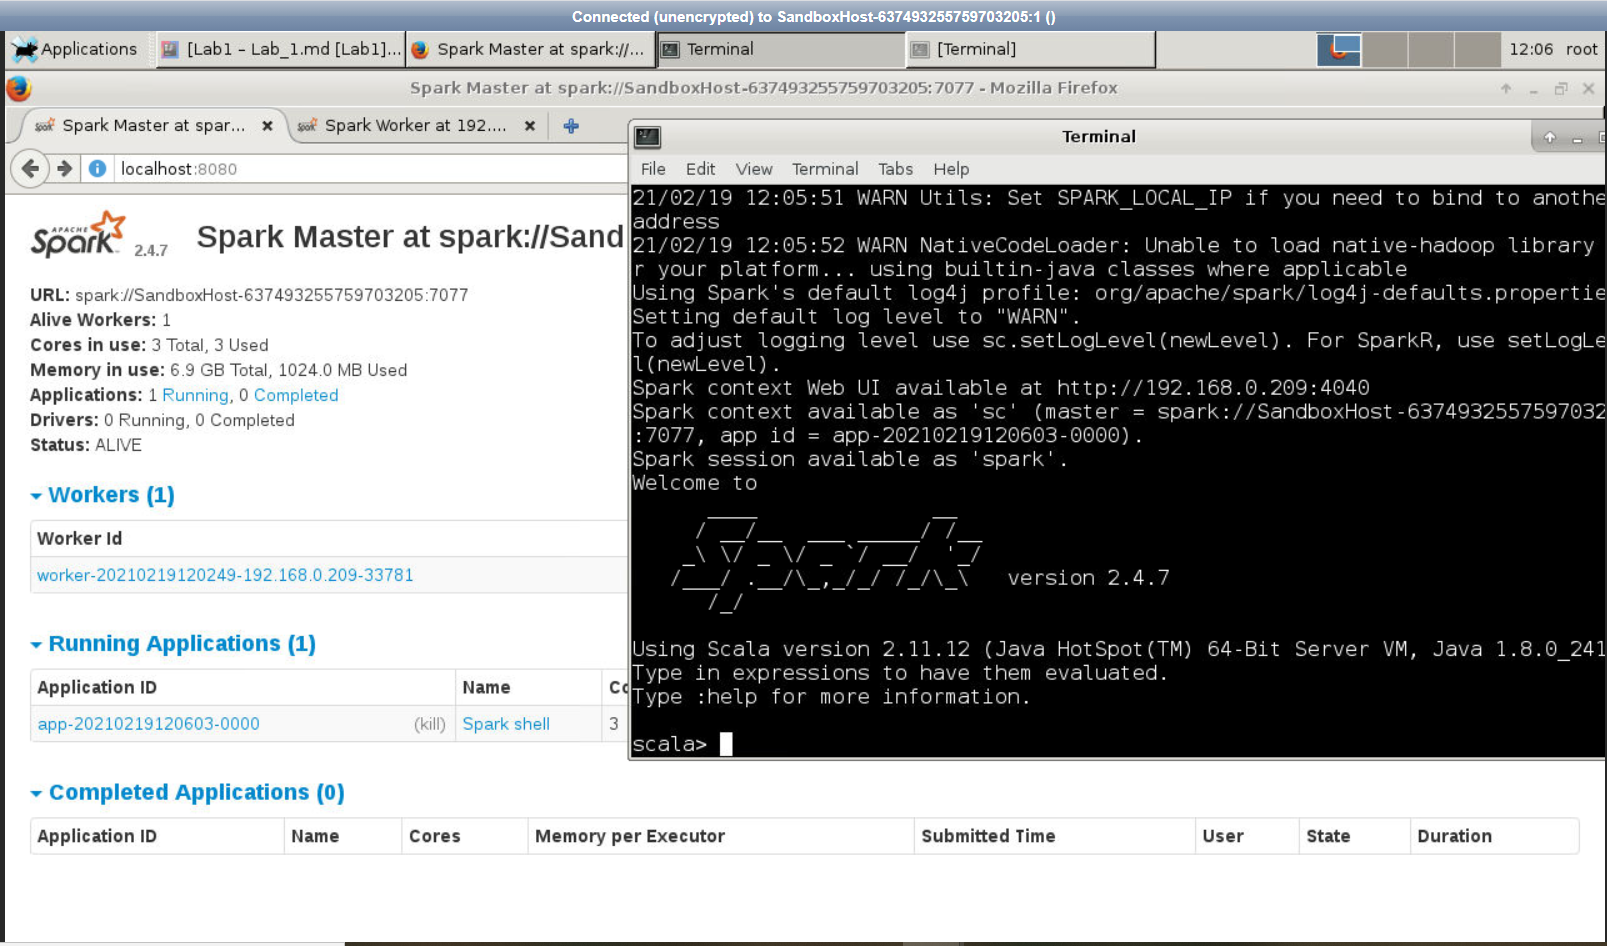 Connected (unencrypted) to SandboxHost-637493255759703205:1 ()
Applications
[Lab1 - Lab_1.md [Lab1]...
Spark Master at spark://...
Terminal
[Terminal]
12:06 root
Spark Master at spark://SandboxHost-637493255759703205:7077 - Mozilla Firefox
Spark Master at spar...
Spark Worker at 192....
localhost:8080
APACHE
Spark 2.4.7
Spark Master at spark://Sand
URL: spark://SandboxHost-637493255759703205:7077
Alive Workers: 1
Cores in use: 3 Total, 3 Used
Memory in use: 6.9 GB Total, 1024.0 MB Used
Applications: 1 Running, 0 Completed
Drivers: 0 Running, 0 Completed
Status: ALIVE
Workers (1)
Worker Id
worker-20210219120249-192.168.0.209-33781
Running Applications (1)
Application ID Name Co
app-20210219120603-0000 (kill) Spark shell 3
Completed Applications (0)
Application ID Name Cores Memory per Executor Submitted Time User State Duration
Terminal
File Edit View Terminal Tabs Help
21/02/19 12:05:51 WARN Utils: Set SPARK_LOCAL_IP if you need to bind to anothe
address
21/02/19 12:05:52 WARN NativeCodeLoader: Unable to load native-hadoop library
r your platform... using builtin-java classes where applicable
Using Spark's default log4j profile: org/apache/spark/log4j-defaults.propertie
Setting default log level to "WARN".
To adjust logging level use sc.setLogLevel(newLevel). For SparkR, use setLogLe
l(newLevel).
Spark context Web UI available at http://192.168.0.209:4040
Spark context available as 'sc' (master = spark://SandboxHost-6374932557597032
:7077, app id = app-20210219120603-0000).
Spark session available as 'spark'.
Welcome to
Spark version 2.4.7
Using Scala version 2.11.12 (Java HotSpot(TM) 64-Bit Server VM, Java 1.8.0_241
Type in expressions to have them evaluated.
Type :help for more information.
scala>